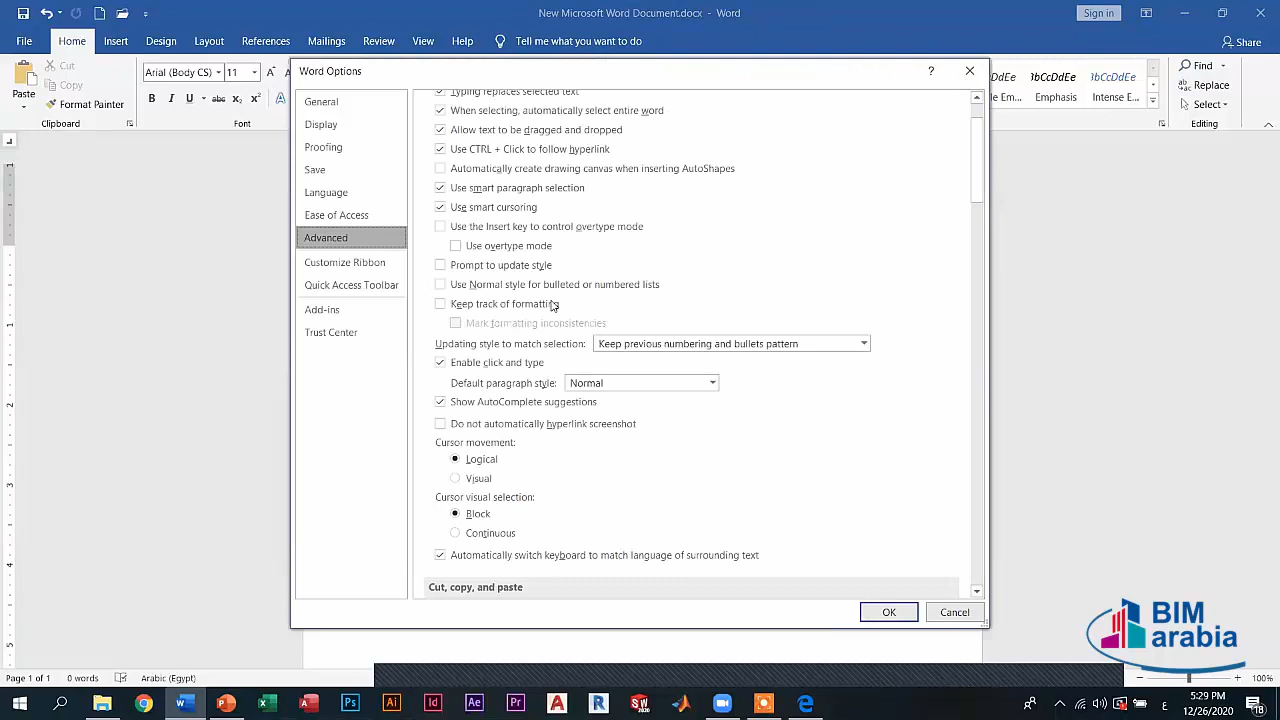 New Microsoft Word Document.docx - Word
Sign in
File Home Insert Design Layout References Mailings Review View Help Tell me what you want to do Share
Paste
Cut
Copy
Format Painter
Clipboard
Arial (Body CS) 11
B I U abc X₂ X²
Font
AaBbCcDdEe AaBbCcDdEe
Emphasis Intense E...
Find
Replace
Select
Editing
Word Options
General
Display
Proofing
Save
Language
Ease of Access
Advanced
Customize Ribbon
Quick Access Toolbar
Add-ins
Trust Center
Typing replaces selected text
When selecting, automatically select entire word
Allow text to be dragged and dropped
Use CTRL + Click to follow hyperlink
Automatically create drawing canvas when inserting AutoShapes
Use smart paragraph selection
Use smart cursoring
Use the Insert key to control overtype mode
Use overtype mode
Prompt to update style
Use Normal style for bulleted or numbered lists
Keep track of formatting
Mark formatting inconsistencies
Updating style to match selection: Keep previous numbering and bullets pattern
Enable click and type
Default paragraph style: Normal
Show AutoComplete suggestions
Do not automatically hyperlink screenshot
Cursor movement:
Logical
Visual
Cursor visual selection:
Block
Continuous
Automatically switch keyboard to match language of surrounding text
Cut, copy, and paste
OK Cancel
BIM
arabia
Page 1 of 1 0 words Arabic (Egypt) 100%
5:29 PM
12/26/2020